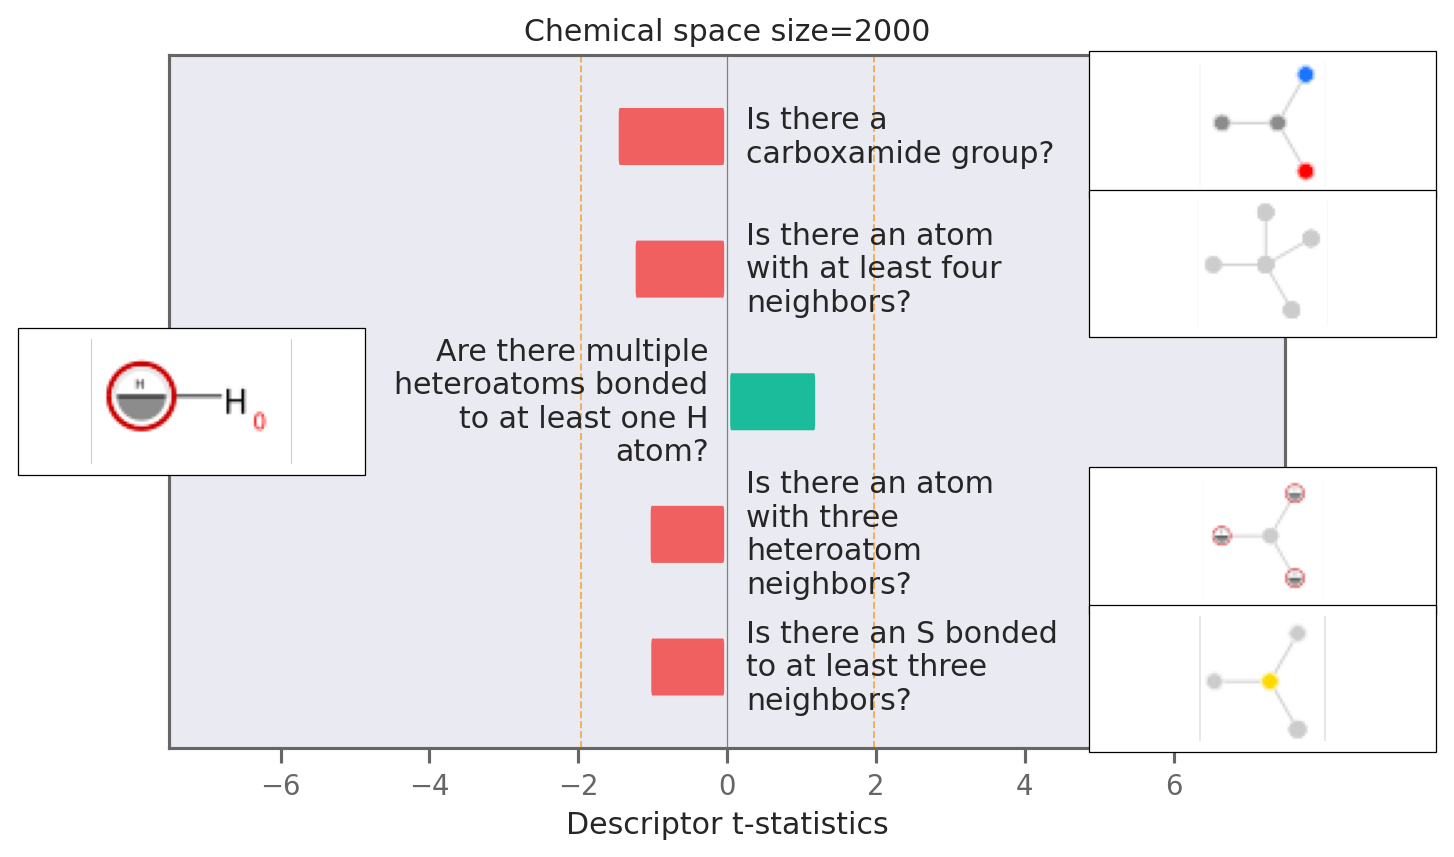 Chemical space size=2000
Is there a
carboxamide group?
Is there an atom
with at least four
neighbors?
Are there multiple
heteroatoms bonded
to at least one H
atom?
H
H
0
Is there an atom
with three
heteroatom
neighbors?
Is there an S bonded
to at least three
neighbors?
−6 −4 −2 0 2 4 6
Descriptor t-statistics